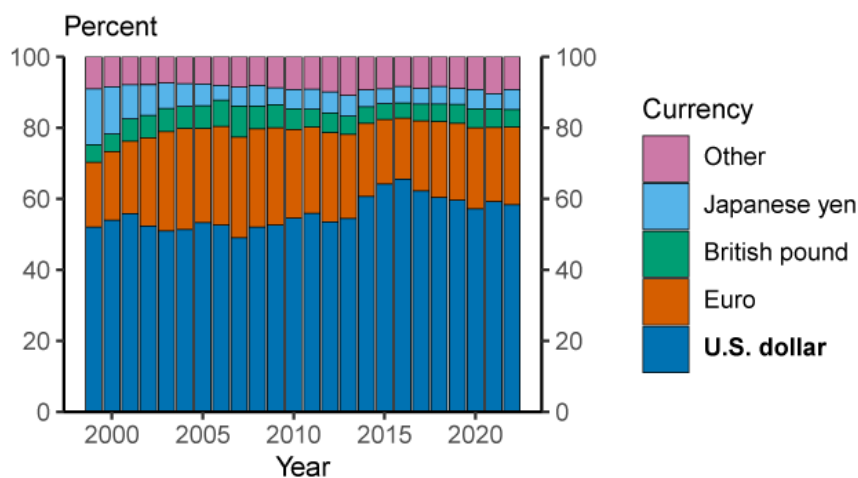 Percent
100
80
60
40
20
0
100
80
60
40
20
0
2000 2005 2010 2015 2020
Year
Currency
Other
Japanese yen
British pound
Euro
U.S. dollar